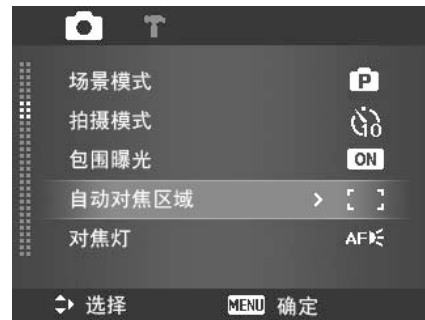 场景模式 P
拍摄模式 10
包围曝光 ON
自动对焦区域 > [ ]
对焦灯 AF
选择 MENU 确定